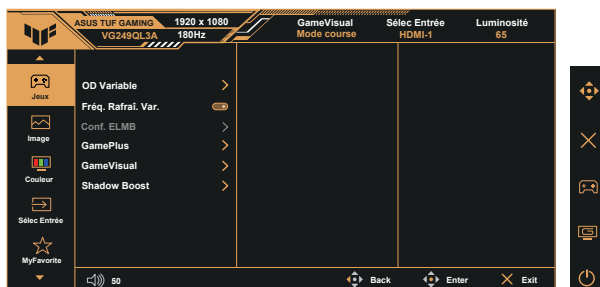 ASUS TUF GAMING 1920 x 1080 GameVisual Sélec Entrée Luminosité
VG249QL3A 180Hz Mode course HDMI-1 65
Jeux
Image
Couleur
Sélec Entrée
MyFavorite
OD Variable
Fréq. Rafraî. Var.
Conf. ELMB
GamePlus
GameVisual
Shadow Boost
50 Back Enter Exit